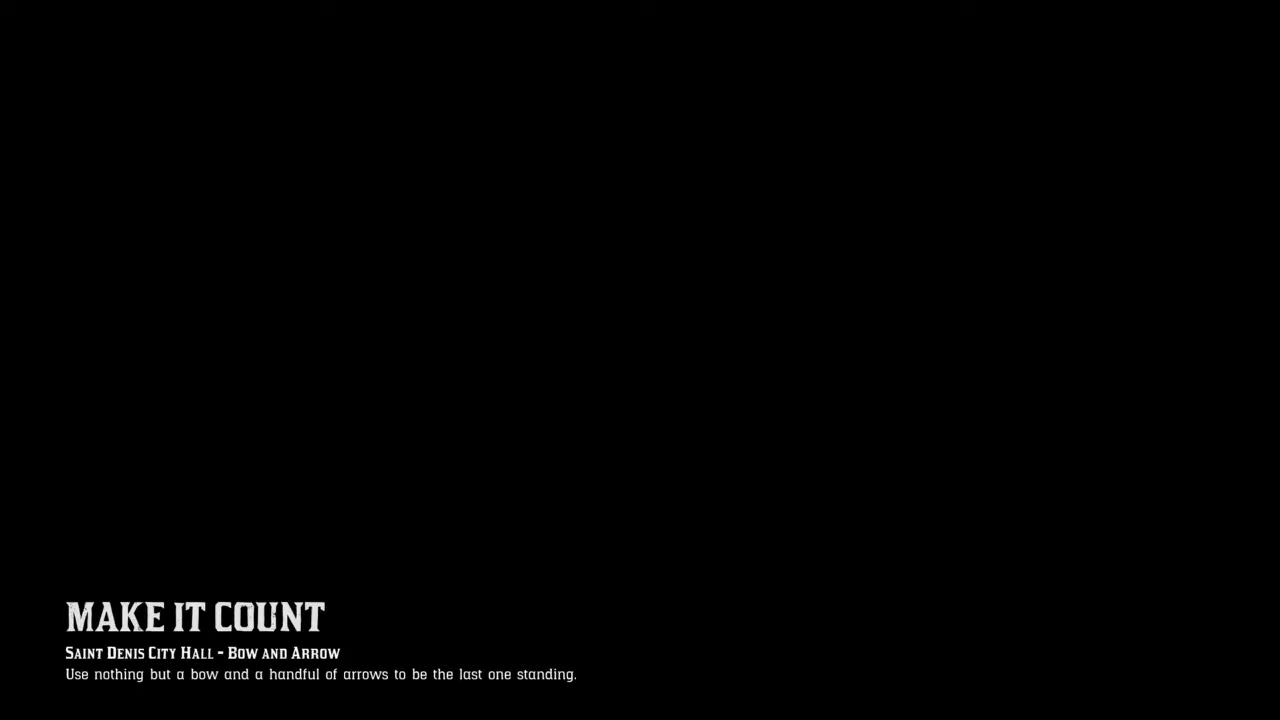 MAKE IT COUNT
Saint Denis City Hall - Bow and Arrow
Use nothing but a bow and a handful of arrows to be the last one standing.